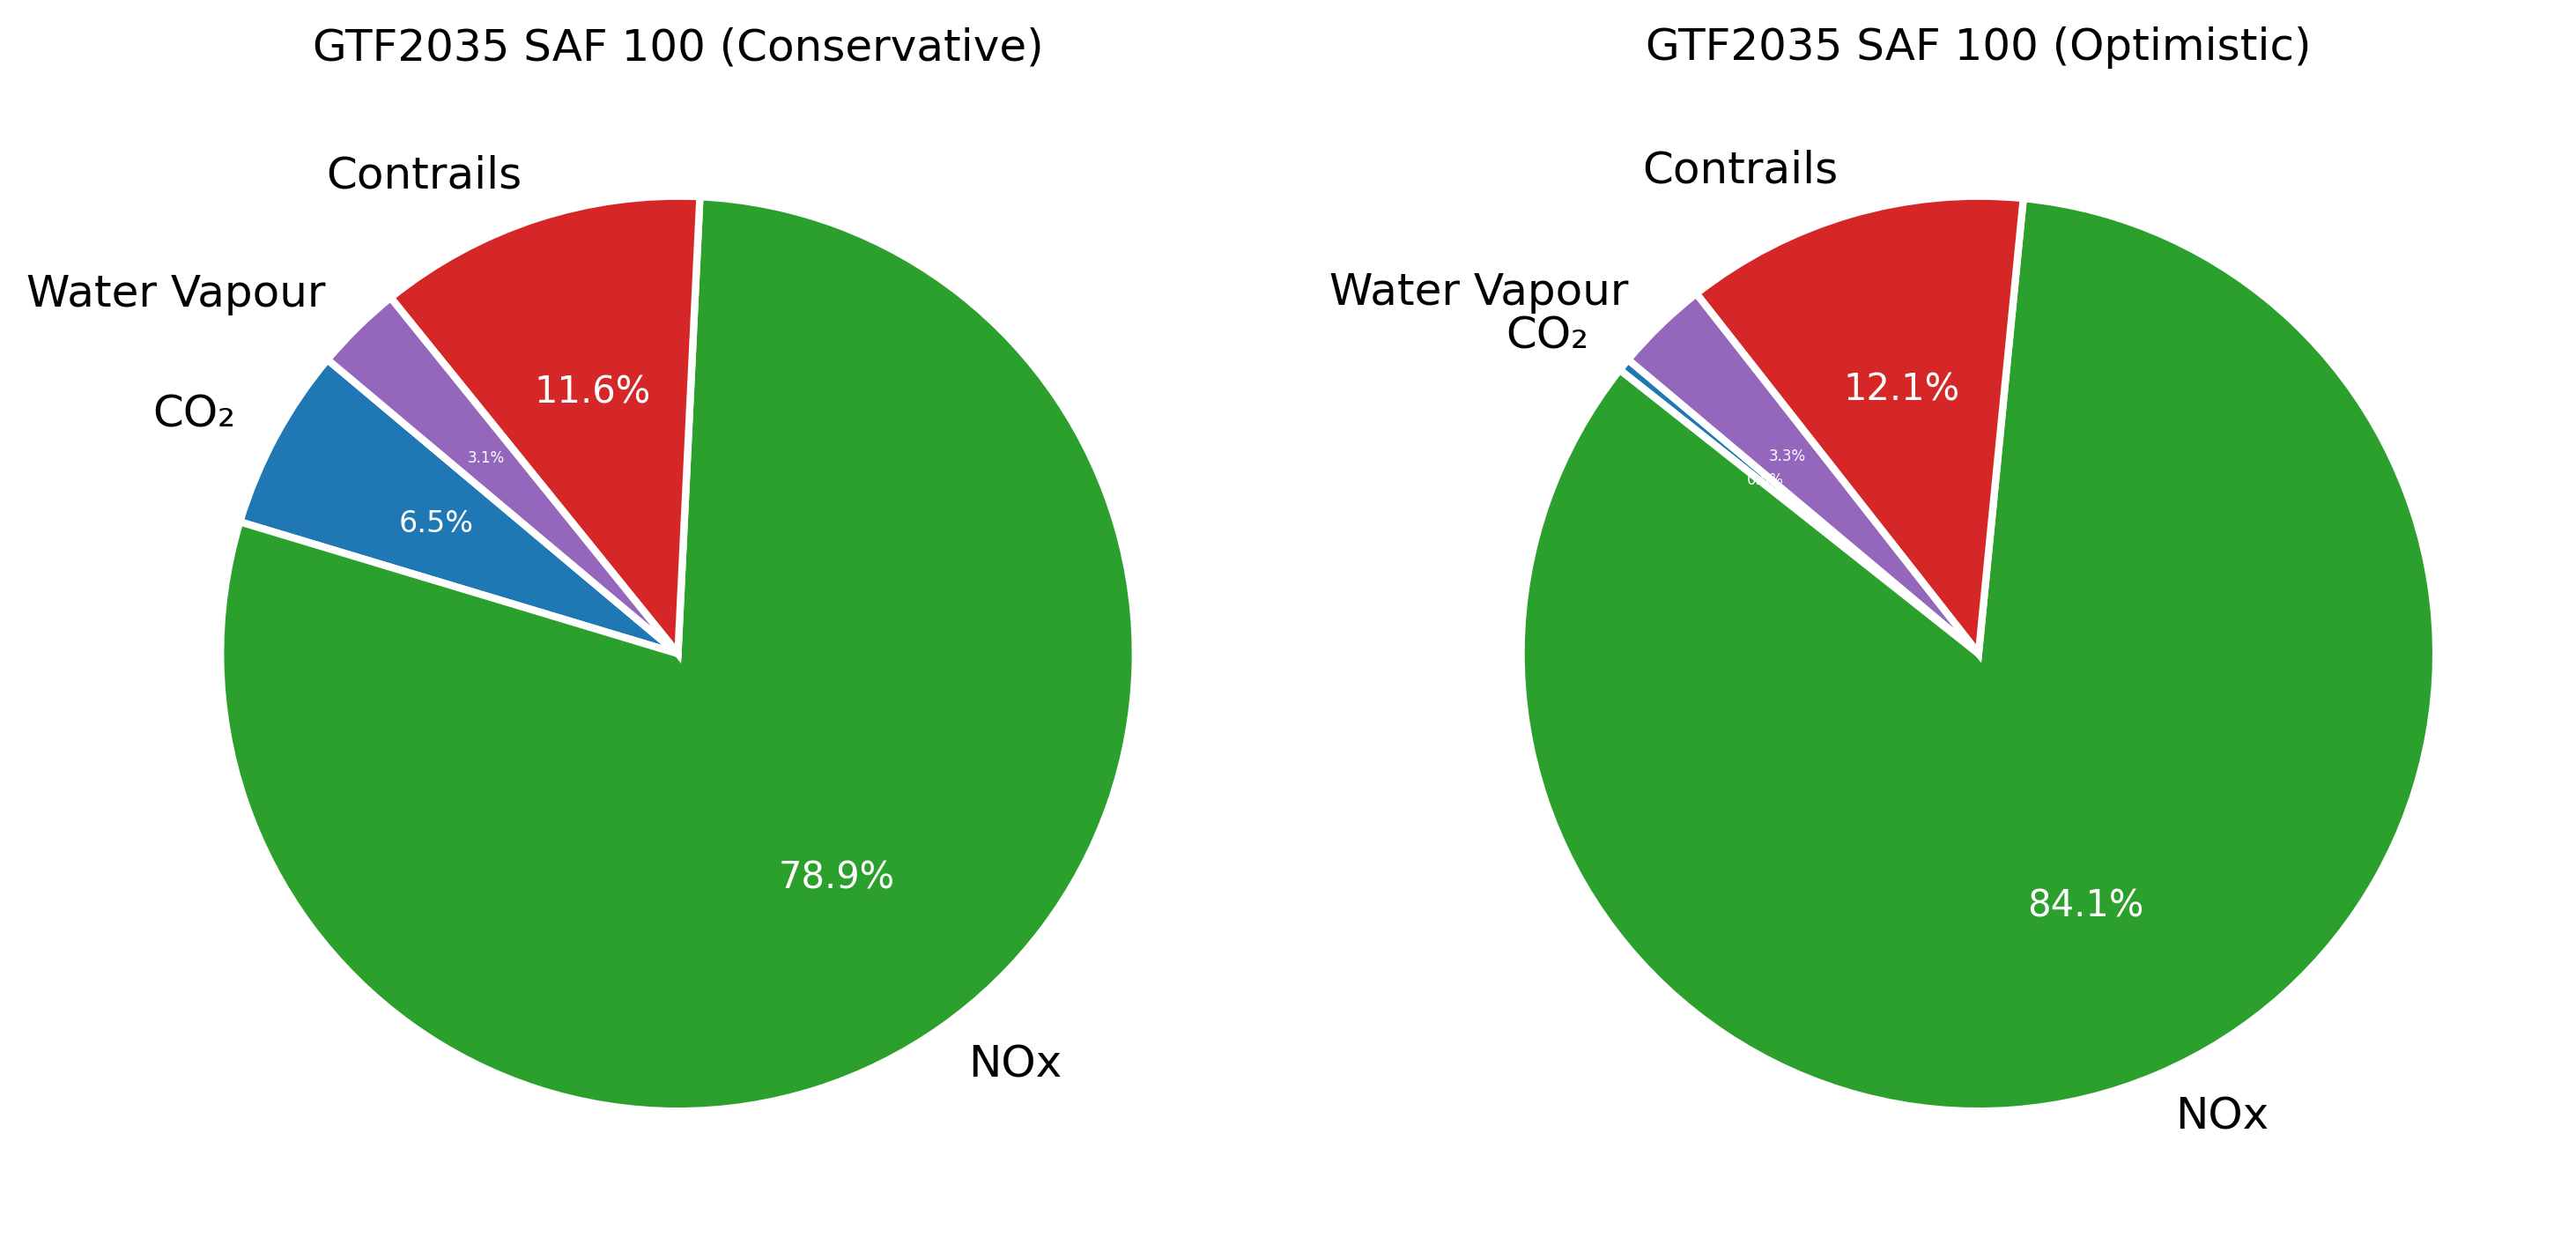 GTF2035 SAF 100 (Conservative)
Contrails
Water Vapour
CO₂
11.6%
3.1%
6.5%
78.9%
NOx
GTF2035 SAF 100 (Optimistic)
Contrails
Water Vapour
CO₂
12.1%
3.3%
84.1%
NOx